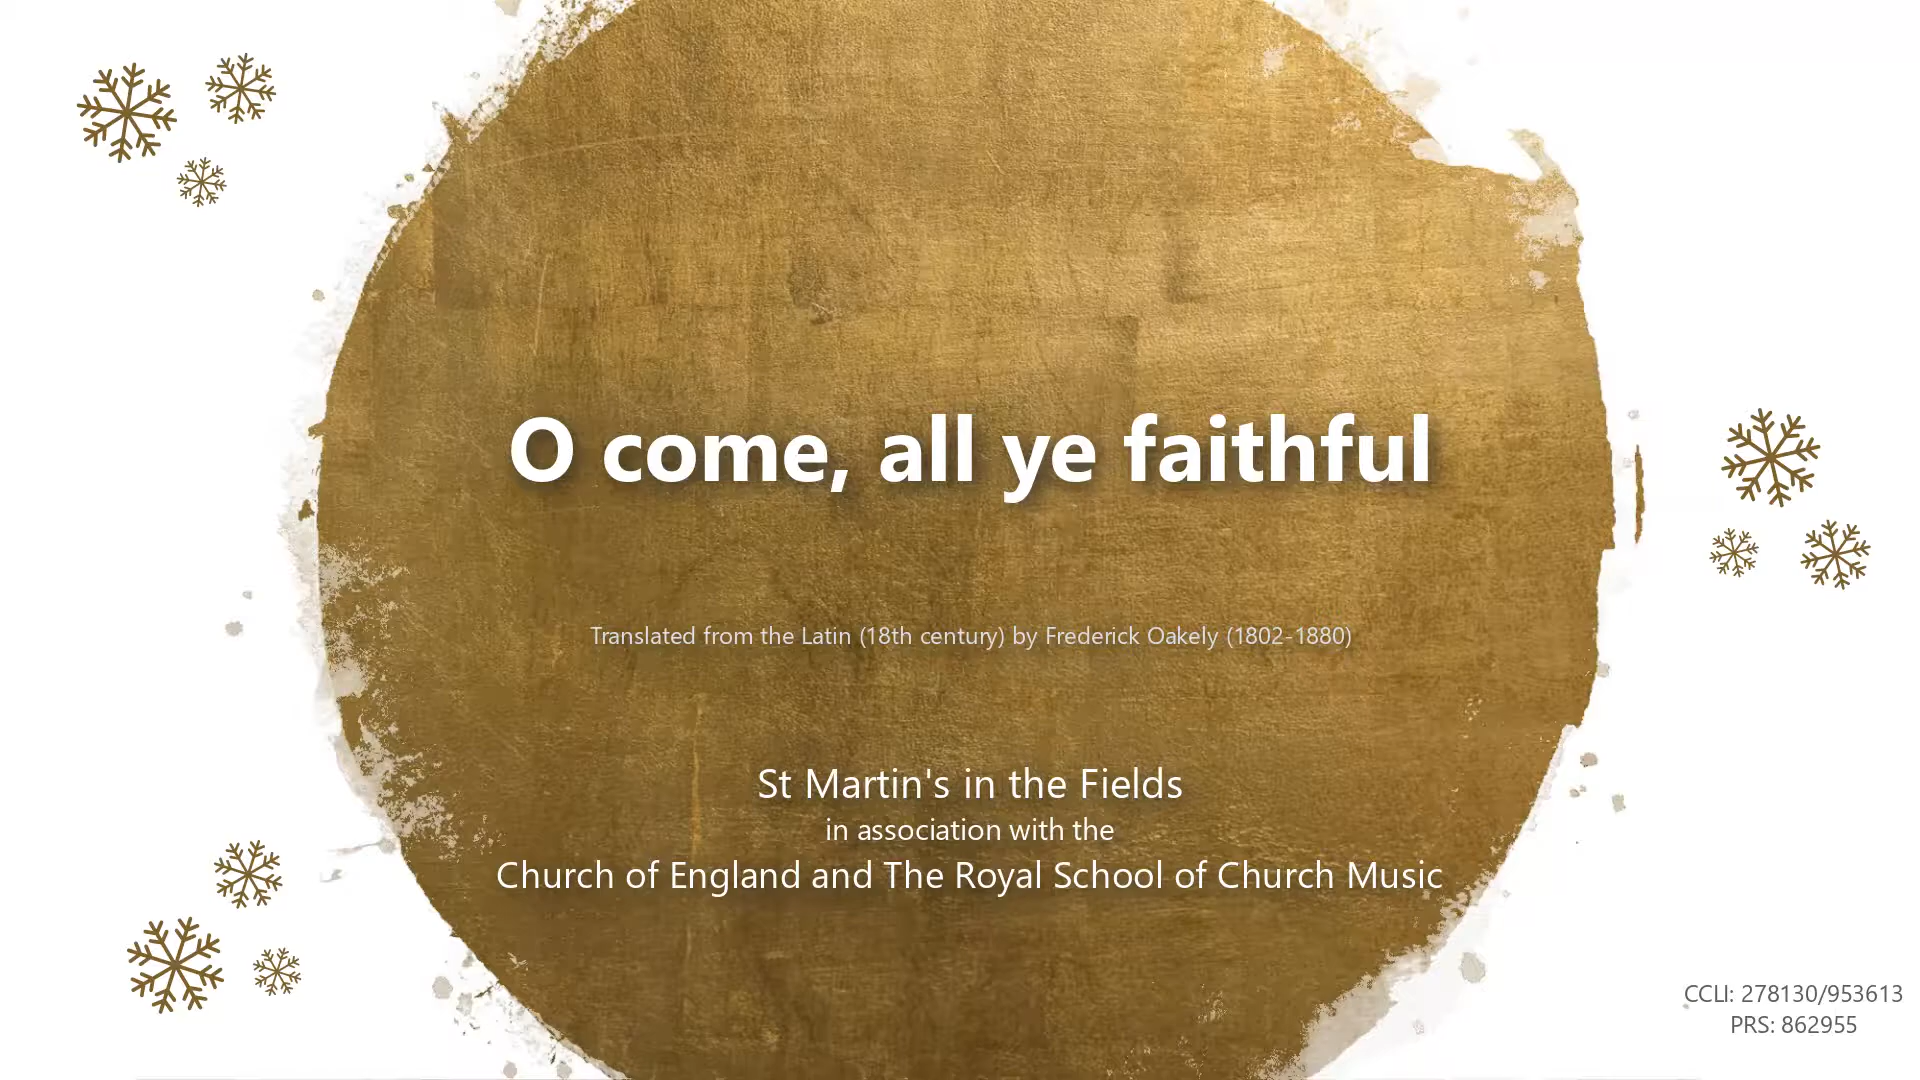 O come, all ye faithful
Translated from the Latin (18th century) by Frederick Oakely (1802-1880)
St Martin's in the Fields
in association with the
Church of England and The Royal School of Church Music
CCLI: 278130/953613
PRS: 862955